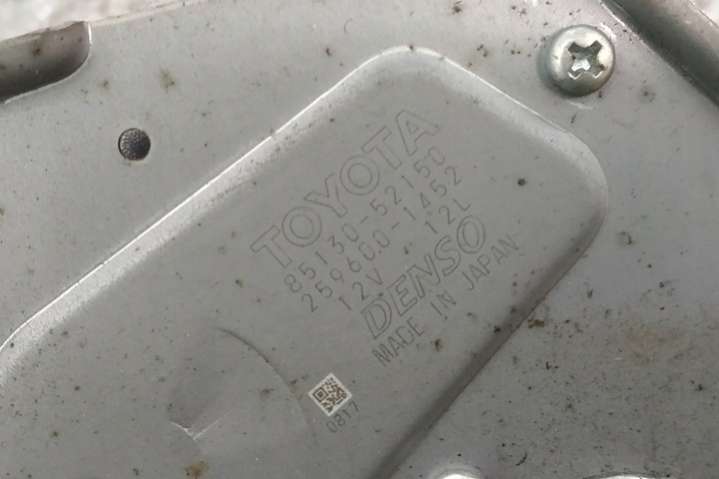 TOYOTA
85130-52150
259600-1452
12V · 12L
DENSO
MADE IN JAPAN
0817